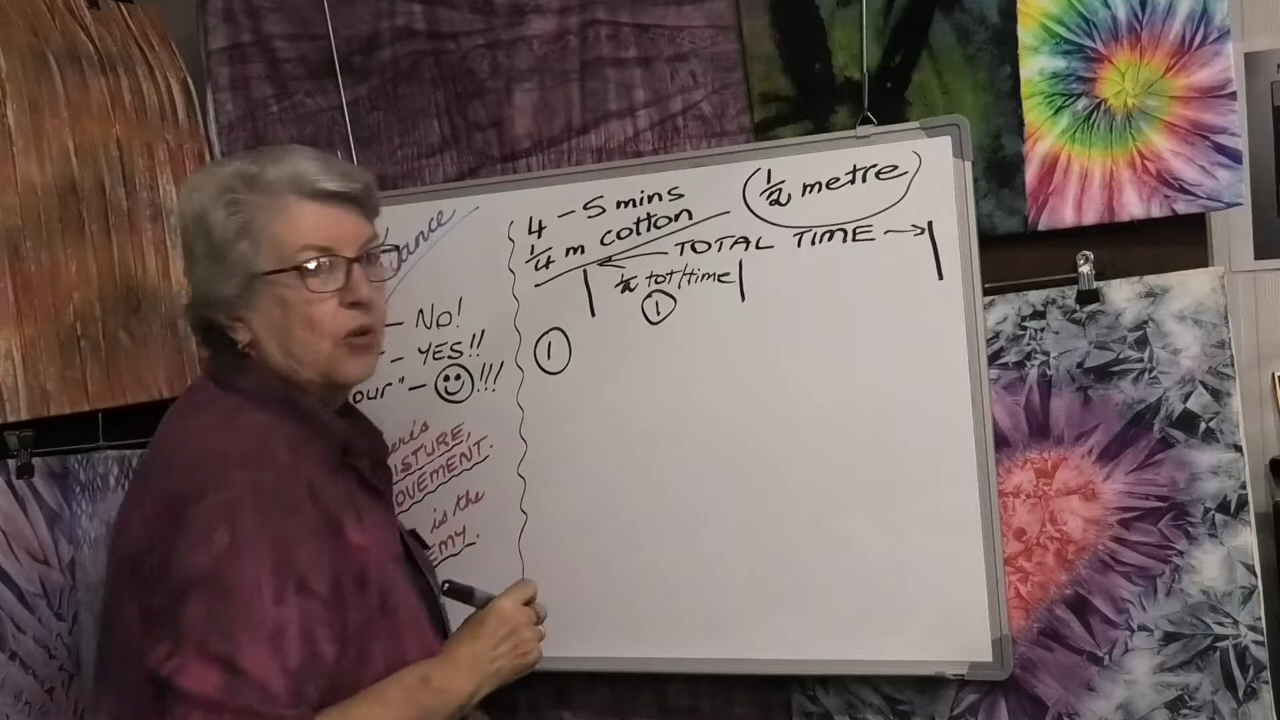 ance
- No!
- YES!!
our" - !!!
ISTURE,
OVEMENT.
is the
EMY.
4 - 5 mins
1/4 m cotton
(1/2 metre)
← TOTAL TIME →
1/2 tot/time
1
1